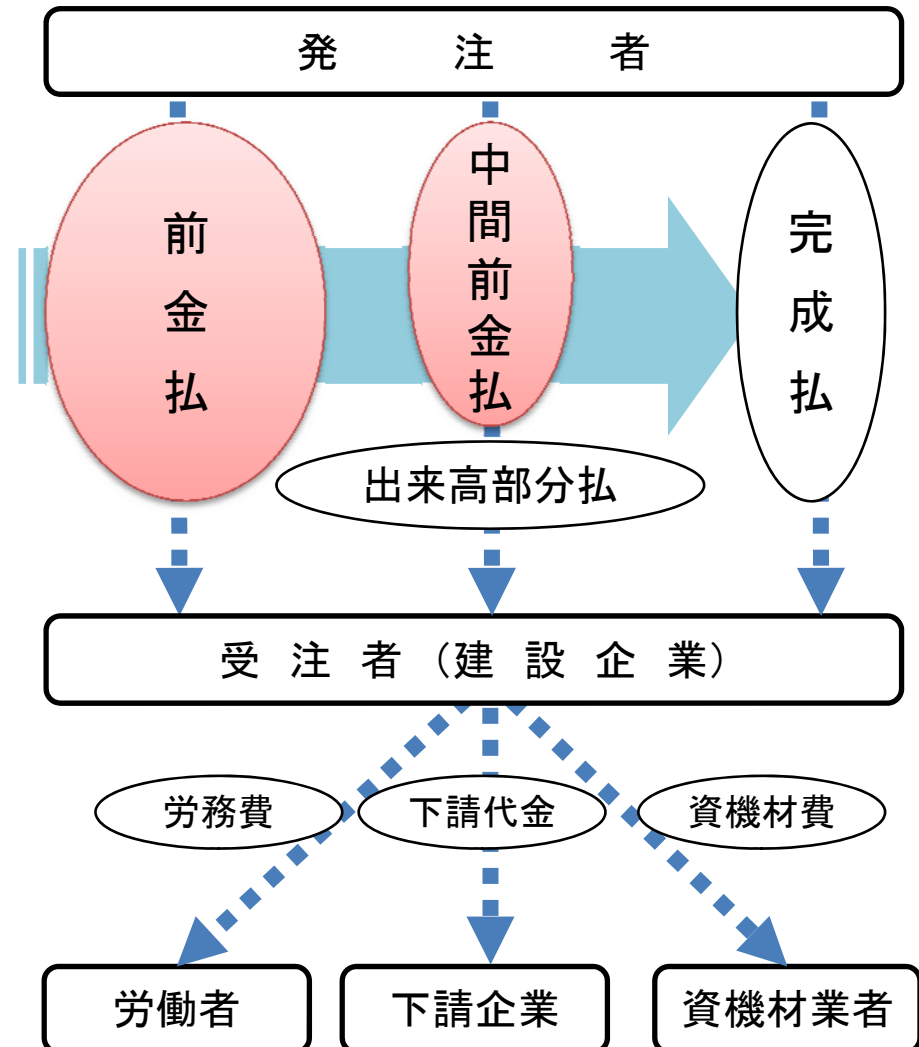 発注者
前金払
中間前金払
完成払
出来高部分払
受注者（建設企業）
労務費
下請代金
資機材費
労働者
下請企業
資機材業者